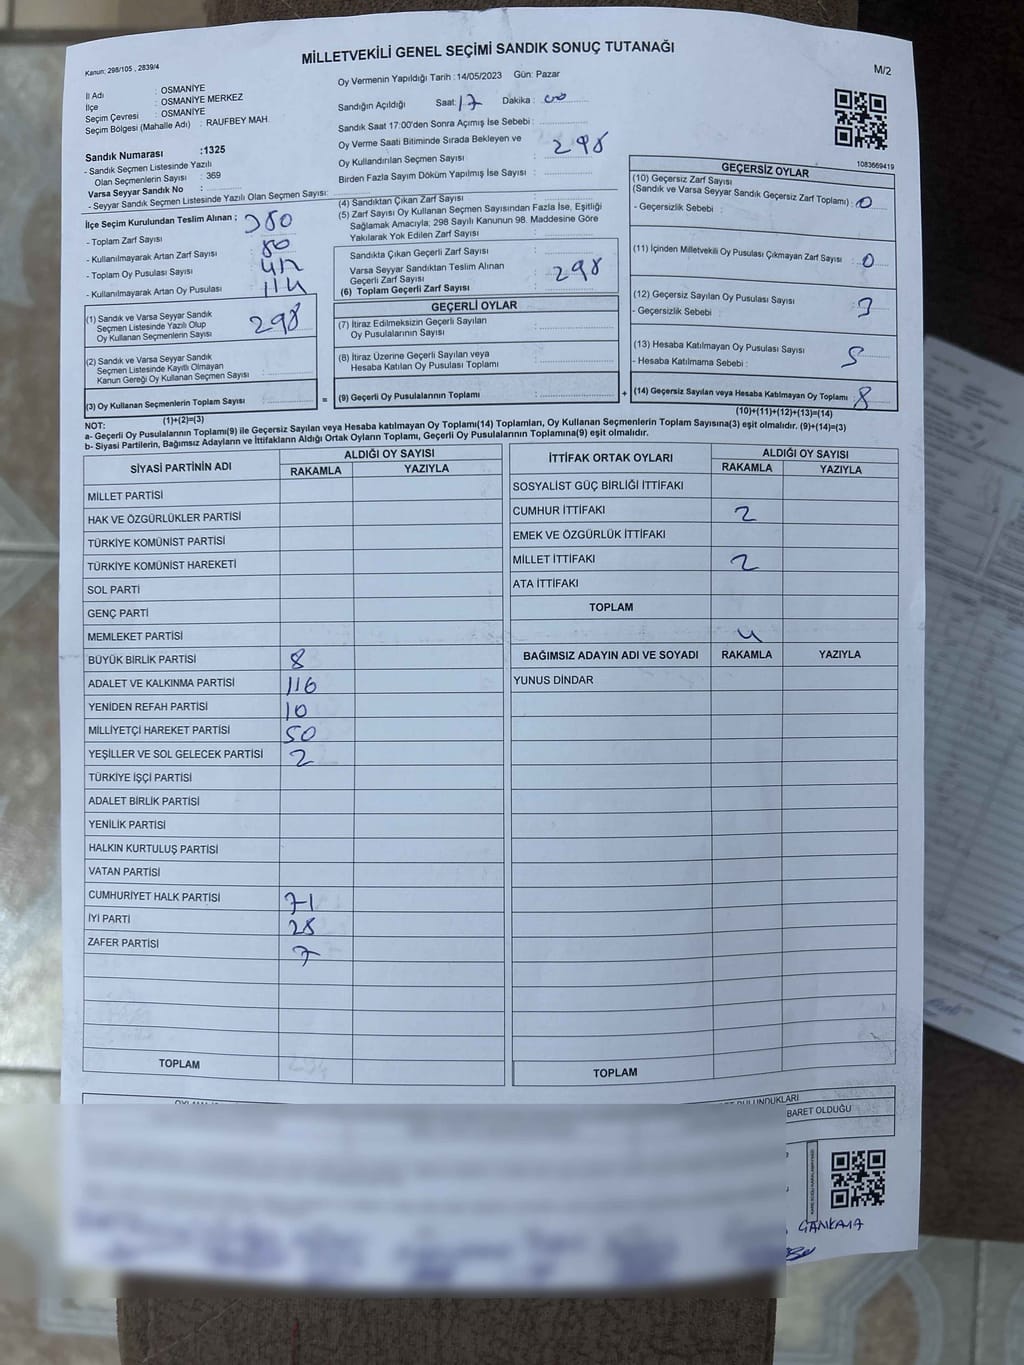 MİLLETVEKİLİ GENEL SEÇİMİ SANDIK SONUÇ TUTANAĞI
Kanun: 298/105 , 2839/4
M/2
İl Adı : OSMANİYE
İlçe : OSMANİYE MERKEZ
Seçim Çevresi : OSMANİYE
Seçim Bölgesi (Mahalle Adı) : RAUFBEY MAH.
Sandık Numarası :1325
- Sandık Seçmen Listesinde Yazılı
Olan Seçmenlerin Sayısı : 369
Varsa Seyyar Sandık No :
- Seyyar Sandık Seçmen Listesinde Yazılı Olan Seçmen Sayısı:
İlçe Seçim Kurulundan Teslim Alınan ;
- Toplam Zarf Sayısı 380
- Kullanılmayarak Artan Zarf Sayısı 80
- Toplam Oy Pusulası Sayısı
- Kullanılmayarak Artan Oy Pusulası 114
(1) Sandık ve Varsa Seyyar Sandık
Seçmen Listesinde Yazılı Olup
Oy Kullanan Seçmenlerin Sayısı 298
(2) Sandık ve Varsa Seyyar Sandık
Seçmen Listesinde Kayıtlı Olmayan
Kanun Gereği Oy Kullanan Seçmen Sayısı
(3) Oy Kullanan Seçmenlerin Toplam Sayısı :
(1)+(2)=(3)
Oy Vermenin Yapıldığı Tarih :14/05/2023 Gün: Pazar
Sandığın Açıldığı Saat: 17 Dakika :
Sandık Saat 17:00'den Sonra Açımış İse Sebebi :
Oy Verme Saati Bitiminde Sırada Bekleyen ve
Oy Kullandırılan Seçmen Sayısı : 298
Birden Fazla Sayım Döküm Yapılmış İse Sayısı :
(4) Sandıktan Çıkan Zarf Sayısı :
(5) Zarf Sayısı Oy Kullanan Seçmen Sayısından Fazla İse, Eşitliği
Sağlamak Amacıyla; 298 Sayılı Kanunun 98. Maddesine Göre
Yakılarak Yok Edilen Zarf Sayısı :
Sandıkta Çıkan Geçerli Zarf Sayısı :
Varsa Seyyar Sandıktan Teslim Alınan
Geçerli Zarf Sayısı :
(6) Toplam Geçerli Zarf Sayısı : 298
GEÇERLİ OYLAR
(7) İtiraz Edilmeksizin Geçerli Sayılan
Oy Pusulalarının Sayısı :
(8) İtiraz Üzerine Geçerli Sayılan veya
Hesaba Katılan Oy Pusulası Toplamı :
= (9) Geçerli Oy Pusulalarının Toplamı : +
1083669419
GEÇERSİZ OYLAR
(10) Geçersiz Zarf Sayısı
(Sandık ve Varsa Seyyar Sandık Geçersiz Zarf Toplamı) : 0
- Geçersizlik Sebebi :
(11) İçinden Milletvekili Oy Pusulası Çıkmayan Zarf Sayısı : 0
(12) Geçersiz Sayılan Oy Pusulası Sayısı : 3
- Geçersizlik Sebebi :
(13) Hesaba Katılmayan Oy Pusulası Sayısı : 5
- Hesaba Katılmama Sebebi :
(14) Geçersiz Sayılan veya Hesaba Katılmayan Oy Toplamı : 8
(10)+(11)+(12)+(13)=(14)
NOT:
a- Geçerli Oy Pusulalarının Toplamı(9) ile Geçersiz Sayılan veya Hesaba katılmayan Oy Toplamı(14) Toplamları, Oy Kullanan Seçmenlerin Toplam Sayısına(3) eşit olmalıdır. (9)+(14)=(3)
b- Siyasi Partilerin, Bağımsız Adayların ve İttifakların Aldığı Ortak Oyların Toplamı, Geçerli Oy Pusulalarının Toplamına(9) eşit olmalıdır.
SİYASİ PARTİNİN ADI ALDIĞI OY SAYISI
RAKAMLA YAZIYLA
MİLLET PARTİSİ
HAK VE ÖZGÜRLÜKLER PARTİSİ
TÜRKİYE KOMÜNİST PARTİSİ
TÜRKİYE KOMÜNİST HAREKETİ
SOL PARTİ
GENÇ PARTİ
MEMLEKET PARTİSİ
BÜYÜK BİRLİK PARTİSİ 8
ADALET VE KALKINMA PARTİSİ 116
YENİDEN REFAH PARTİSİ 10
MİLLİYETÇİ HAREKET PARTİSİ 50
YEŞİLLER VE SOL GELECEK PARTİSİ 2
TÜRKİYE İŞÇİ PARTİSİ
ADALET BİRLİK PARTİSİ
YENİLİK PARTİSİ
HALKIN KURTULUŞ PARTİSİ
VATAN PARTİSİ
CUMHURİYET HALK PARTİSİ 71
İYİ PARTİ 28
ZAFER PARTİSİ 7
TOPLAM
İTTİFAK ORTAK OYLARI ALDIĞI OY SAYISI
RAKAMLA YAZIYLA
SOSYALİST GÜÇ BİRLİĞİ İTTİFAKI
CUMHUR İTTİFAKI 2
EMEK VE ÖZGÜRLÜK İTTİFAKI
MİLLET İTTİFAKI 2
ATA İTTİFAKI
TOPLAM
4
BAĞIMSIZ ADAYIN ADI VE SOYADI RAKAMLA YAZIYLA
YUNUS DİNDAR
TOPLAM
BULUNDUKLARI
BARET OLDUĞU